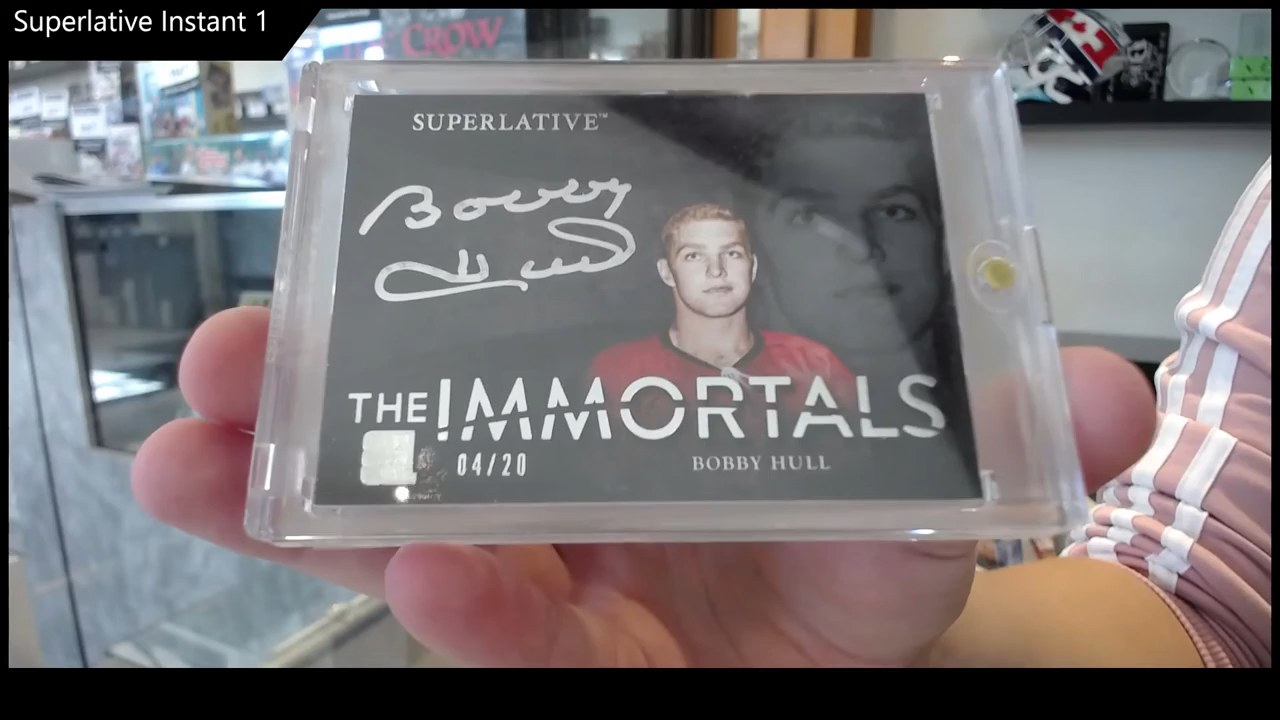 Superlative Instant 1
CROW
SUPERLATIVE™
Bobby
Hull
THE IMMORTALS
04/20
BOBBY HULL